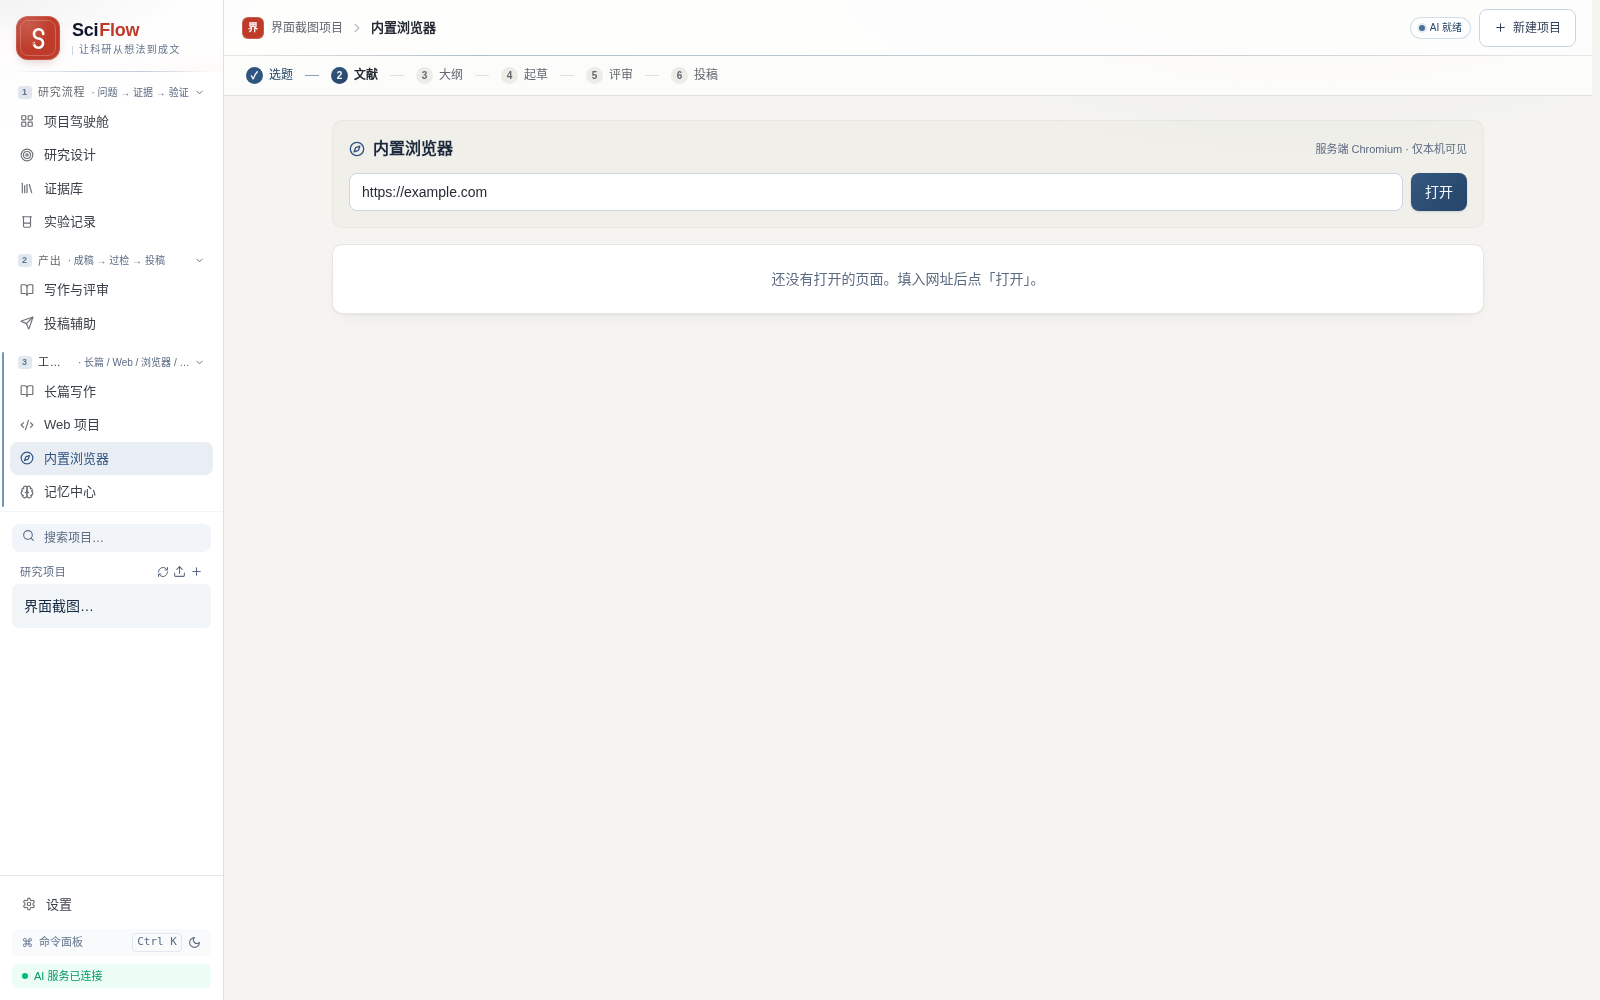 SciFlow
让科研从想法到成文
1 研究流程 · 问题 → 证据 → 验证
项目驾驶舱
研究设计
证据库
实验记录
2 产出 · 成稿 → 过检 → 投稿
写作与评审
投稿辅助
3 工… · 长篇 / Web / 浏览器 / …
长篇写作
Web 项目
内置浏览器
记忆中心
搜索项目…
研究项目
界面截图…
设置
命令面板 Ctrl K
AI 服务已连接
界 界面截图项目 内置浏览器
AI 就绪
新建项目
选题 2 文献 3 大纲 4 起草 5 评审 6 投稿
内置浏览器
服务端 Chromium · 仅本机可见
https://example.com
打开
还没有打开的页面。填入网址后点「打开」。